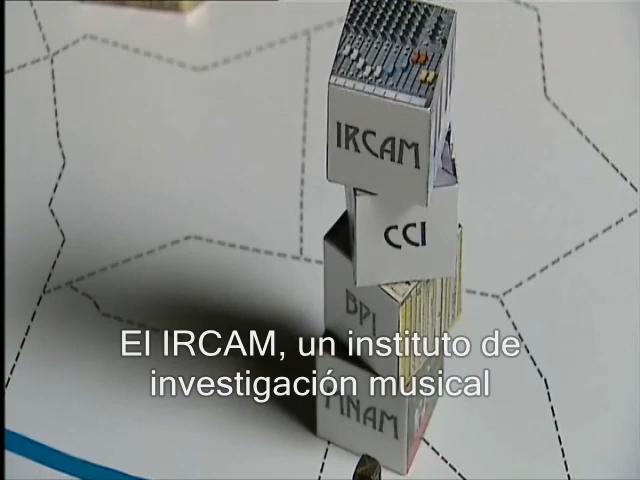 IRCAM
CCI
BPI
El IRCAM, un instituto de
investigación musical
MNAM